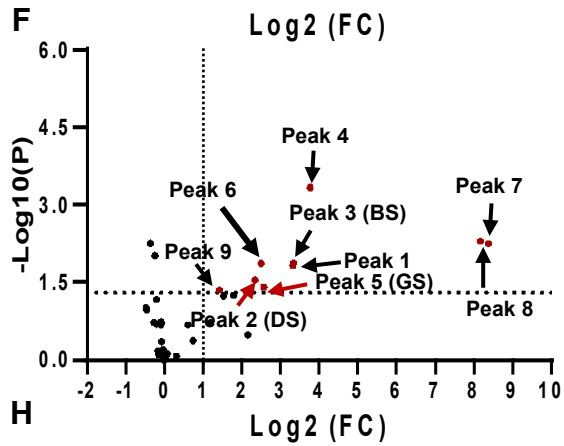 F
Log2 (FC)
6.0
4.5
3.0
1.5
0.0
-Log10(P)
Peak 4
Peak 6
Peak 3 (BS)
Peak 7
Peak 9
Peak 1
Peak 5 (GS)
Peak 8
Peak 2 (DS)
-2 -1 0 1 2 3 4 5 6 7 8 9 10
H
Log2 (FC)